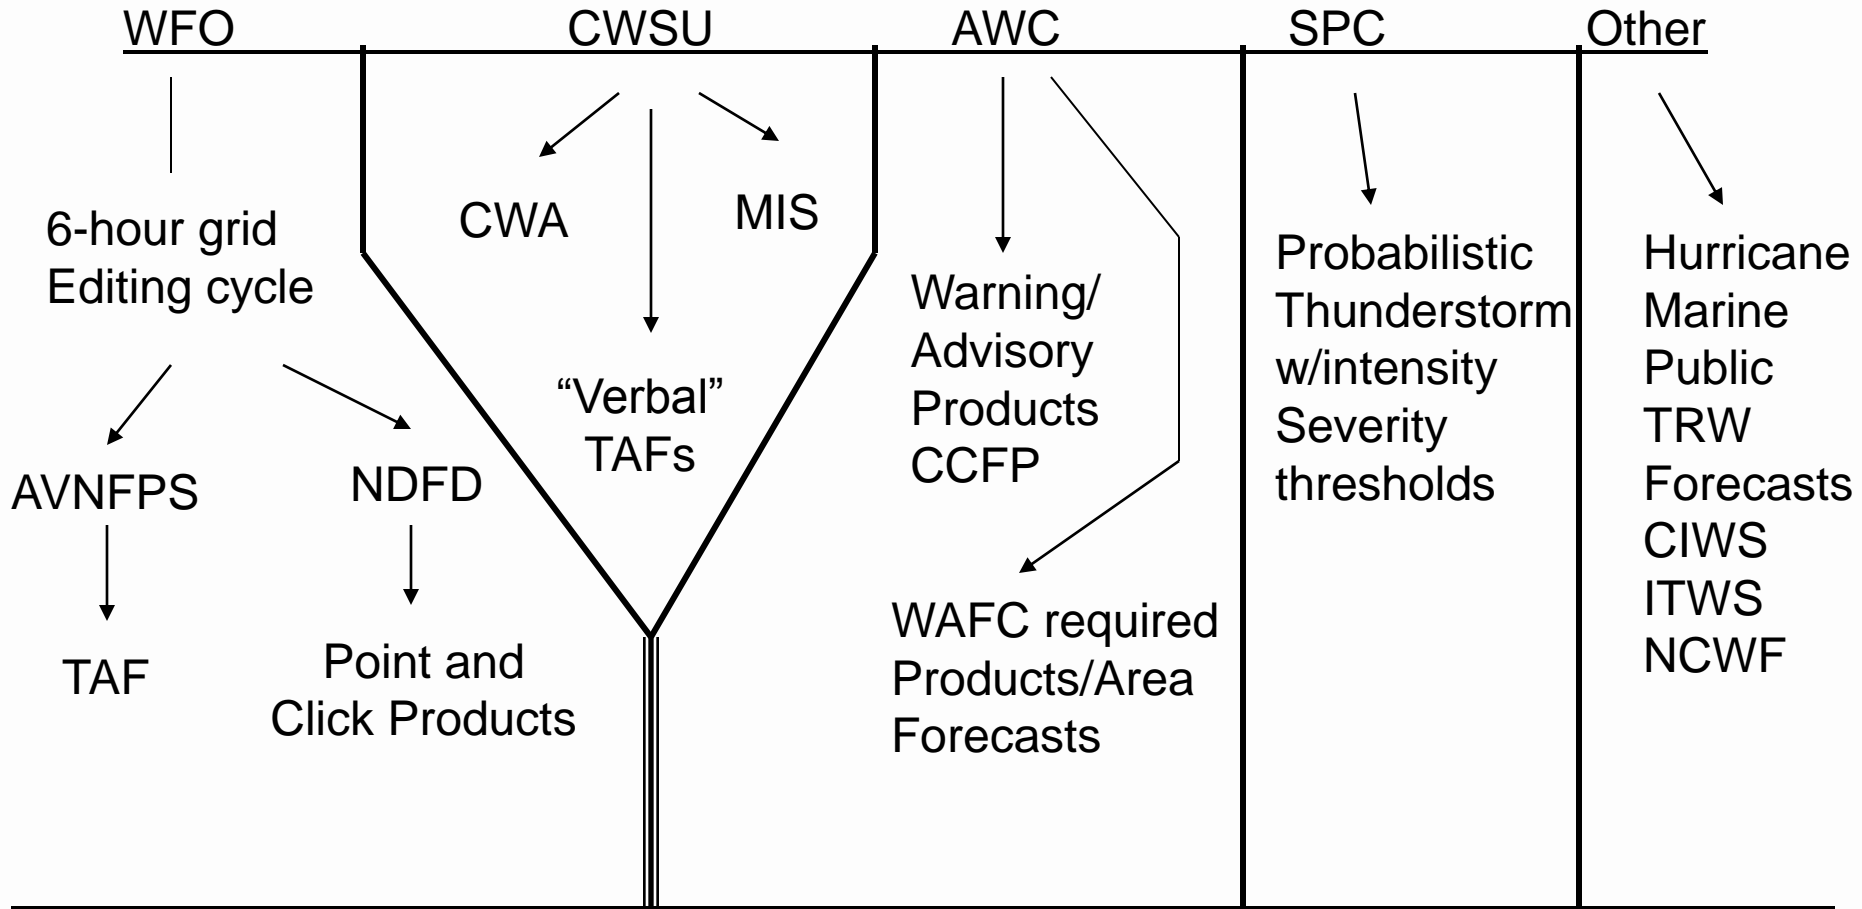 WFO
CWSU
AWC
SPC
Other
6-hour grid
Editing cycle
AVNFPS
NDFD
TAF
Point and
Click Products
CWA
MIS
“Verbal”
TAFs
Warning/
Advisory
Products
CCFP
WAFC required
Products/Area
Forecasts
Probabilistic
Thunderstorm
w/intensity
Severity
thresholds
Hurricane
Marine
Public
TRW
Forecasts
CIWS
ITWS
NCWF